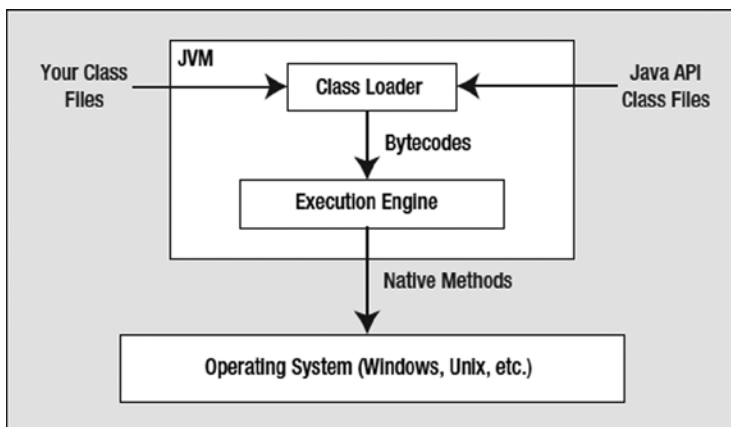 JVM
Your Class
Files
Class Loader
Java API
Class Files
Bytecodes
Execution Engine
Native Methods
Operating System (Windows, Unix, etc.)